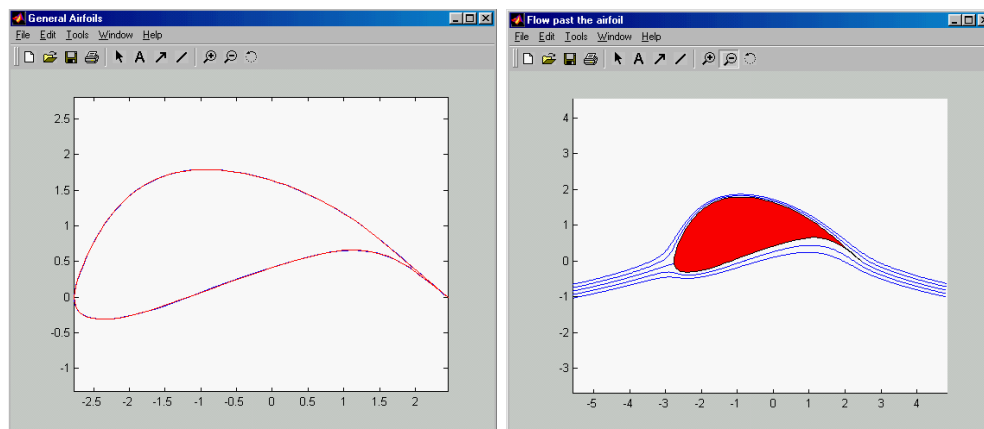 General Airfoils
File Edit Tools Window Help
A
2.5
2
1.5
1
0.5
0
-0.5
-1
-2.5 -2 -1.5 -1 -0.5 0 0.5 1 1.5 2
Flow past the airfoil
File Edit Tools Window Help
A
4
3
2
1
0
-1
-2
-3
-5 -4 -3 -2 -1 0 1 2 3 4